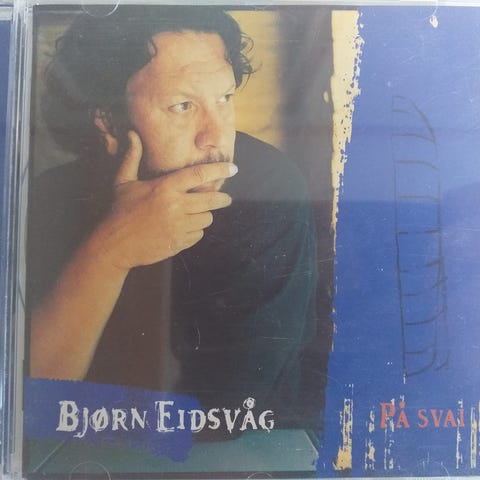 BJØRN EIDSVÅG
PÅ SVAI